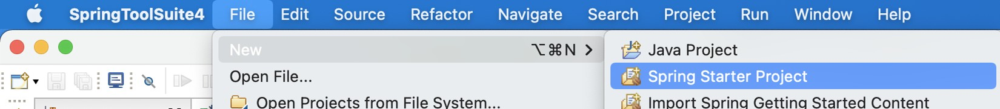 SpringToolSuite4 File Edit Source Refactor Navigate Search Project Run Window Help
New ⌥⌘N
Java Project
Open File...
Spring Starter Project
Open Projects from File System...
Import Spring Getting Started Content